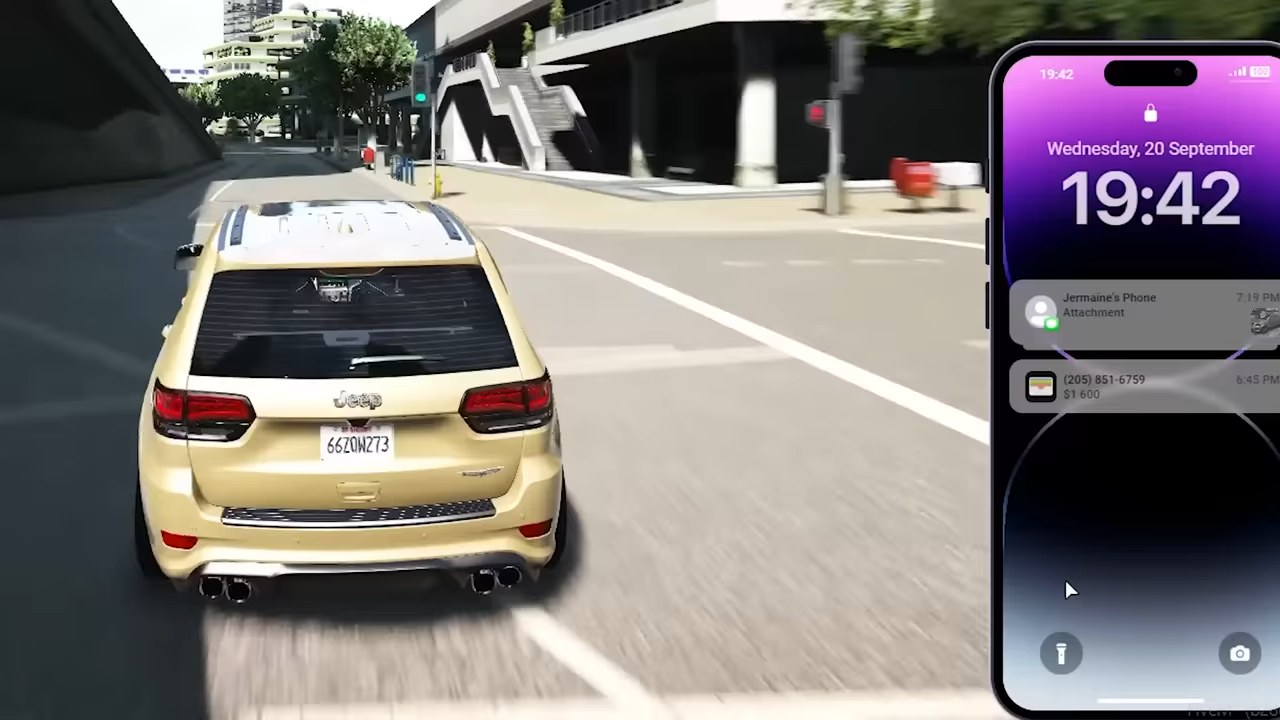 19:42
100
Wednesday, 20 September
19:42
Jermaine's Phone
7:19 PM
Attachment
(205) 851-6759
6:45 PM
$1 600
Jeep
66ZOW273